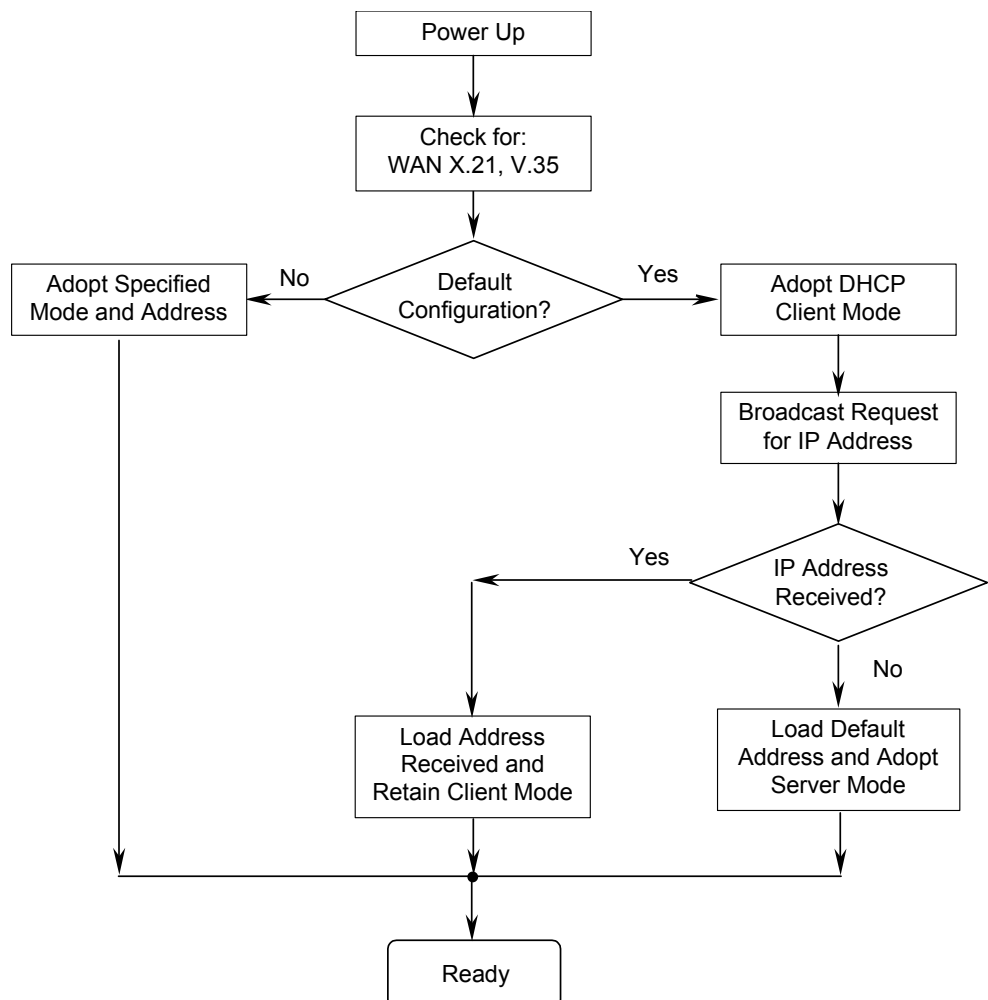 Power Up
Check for:
WAN X.21, V.35
Default
Configuration?
No
Yes
Adopt Specified
Mode and Address
Adopt DHCP
Client Mode
Broadcast Request
for IP Address
IP Address
Received?
Yes
No
Load Address
Received and
Retain Client Mode
Load Default
Address and Adopt
Server Mode
Ready